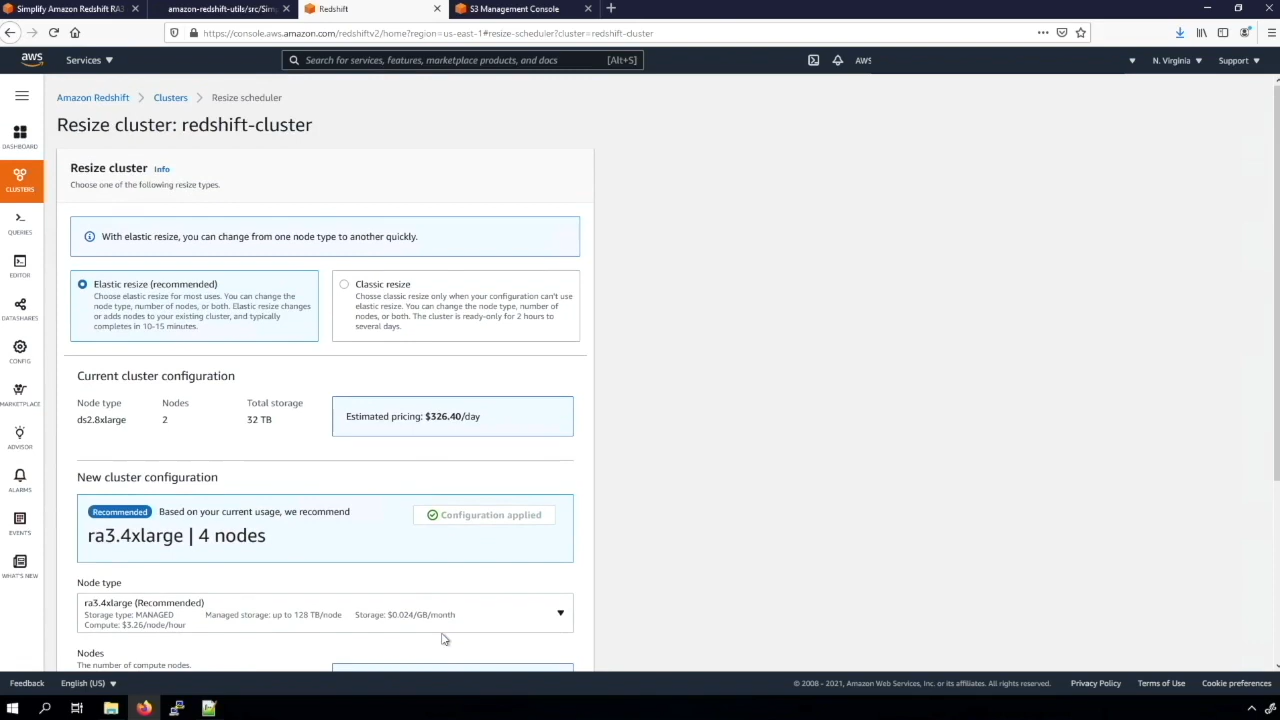 Simplify Amazon Redshift RA3
amazon-redshift-utils/src/Simp
Redshift
S3 Management Console
https://console.aws.amazon.com/redshiftv2/home?region=us-east-1#resize-scheduler?cluster=redshift-cluster
aws
Services
Search for services, features, marketplace products, and docs
[Alt+S]
AWS
N. Virginia
Support
DASHBOARD
CLUSTERS
QUERIES
EDITOR
DATASHARES
CONFIG
MARKETPLACE
ADVISOR
ALARMS
EVENTS
WHAT'S NEW
Amazon Redshift > Clusters > Resize scheduler
Resize cluster: redshift-cluster
Resize cluster Info
Choose one of the following resize types.
With elastic resize, you can change from one node type to another quickly.
Elastic resize (recommended)
Choose elastic resize for most uses. You can change the
node type, number of nodes, or both. Elastic resize changes
or adds nodes to your existing cluster, and typically
completes in 10-15 minutes.
Classic resize
Choose classic resize only when your configuration can't use
elastic resize. You can change the node type, number of
nodes, or both. The cluster is ready-only for 2 hours to
several days.
Current cluster configuration
Node type
ds2.8xlarge
Nodes
2
Total storage
32 TB
Estimated pricing: $326.40/day
New cluster configuration
Recommended Based on your current usage, we recommend
ra3.4xlarge | 4 nodes
Configuration applied
Node type
ra3.4xlarge (Recommended)
Storage type: MANAGED Managed storage: up to 128 TB/node Storage: $0.024/GB/month
Compute: $3.26/node/hour
Nodes
The number of compute nodes.
Feedback
English (US)
© 2008 - 2021, Amazon Web Services, Inc. or its affiliates. All rights reserved.
Privacy Policy
Terms of Use
Cookie preferences